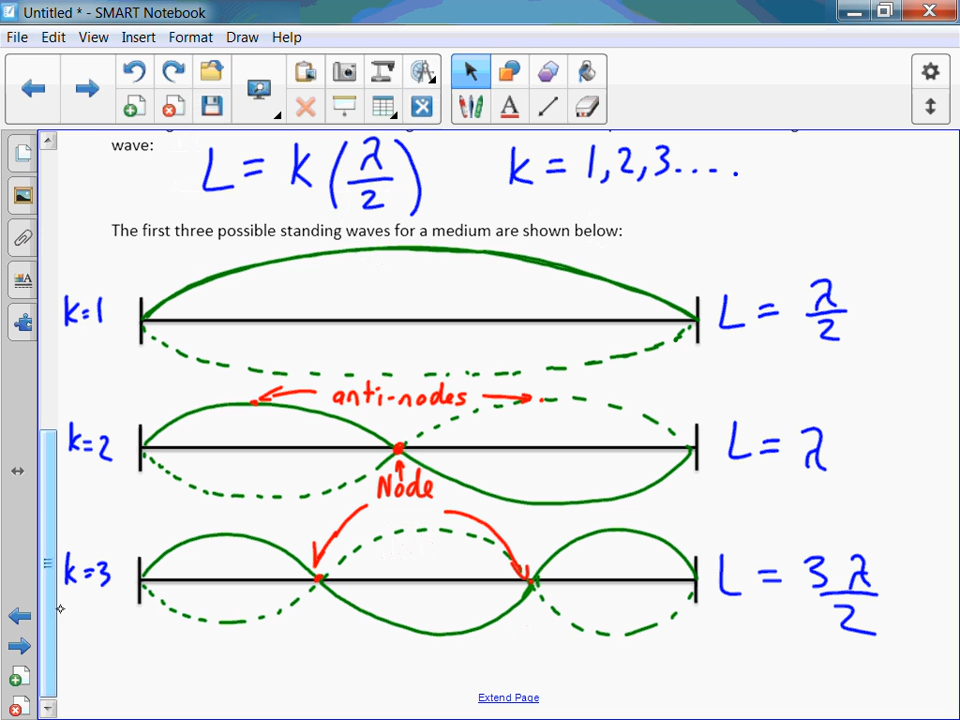 Untitled * - SMART Notebook
File Edit View Insert Format Draw Help
wave:
L = K (λ/2) K = 1, 2, 3....
The first three possible standing waves for a medium are shown below:
K=1 L = λ/2
anti-nodes
K=2 L = λ
Node
K=3 L = 3λ/2
Extend Page